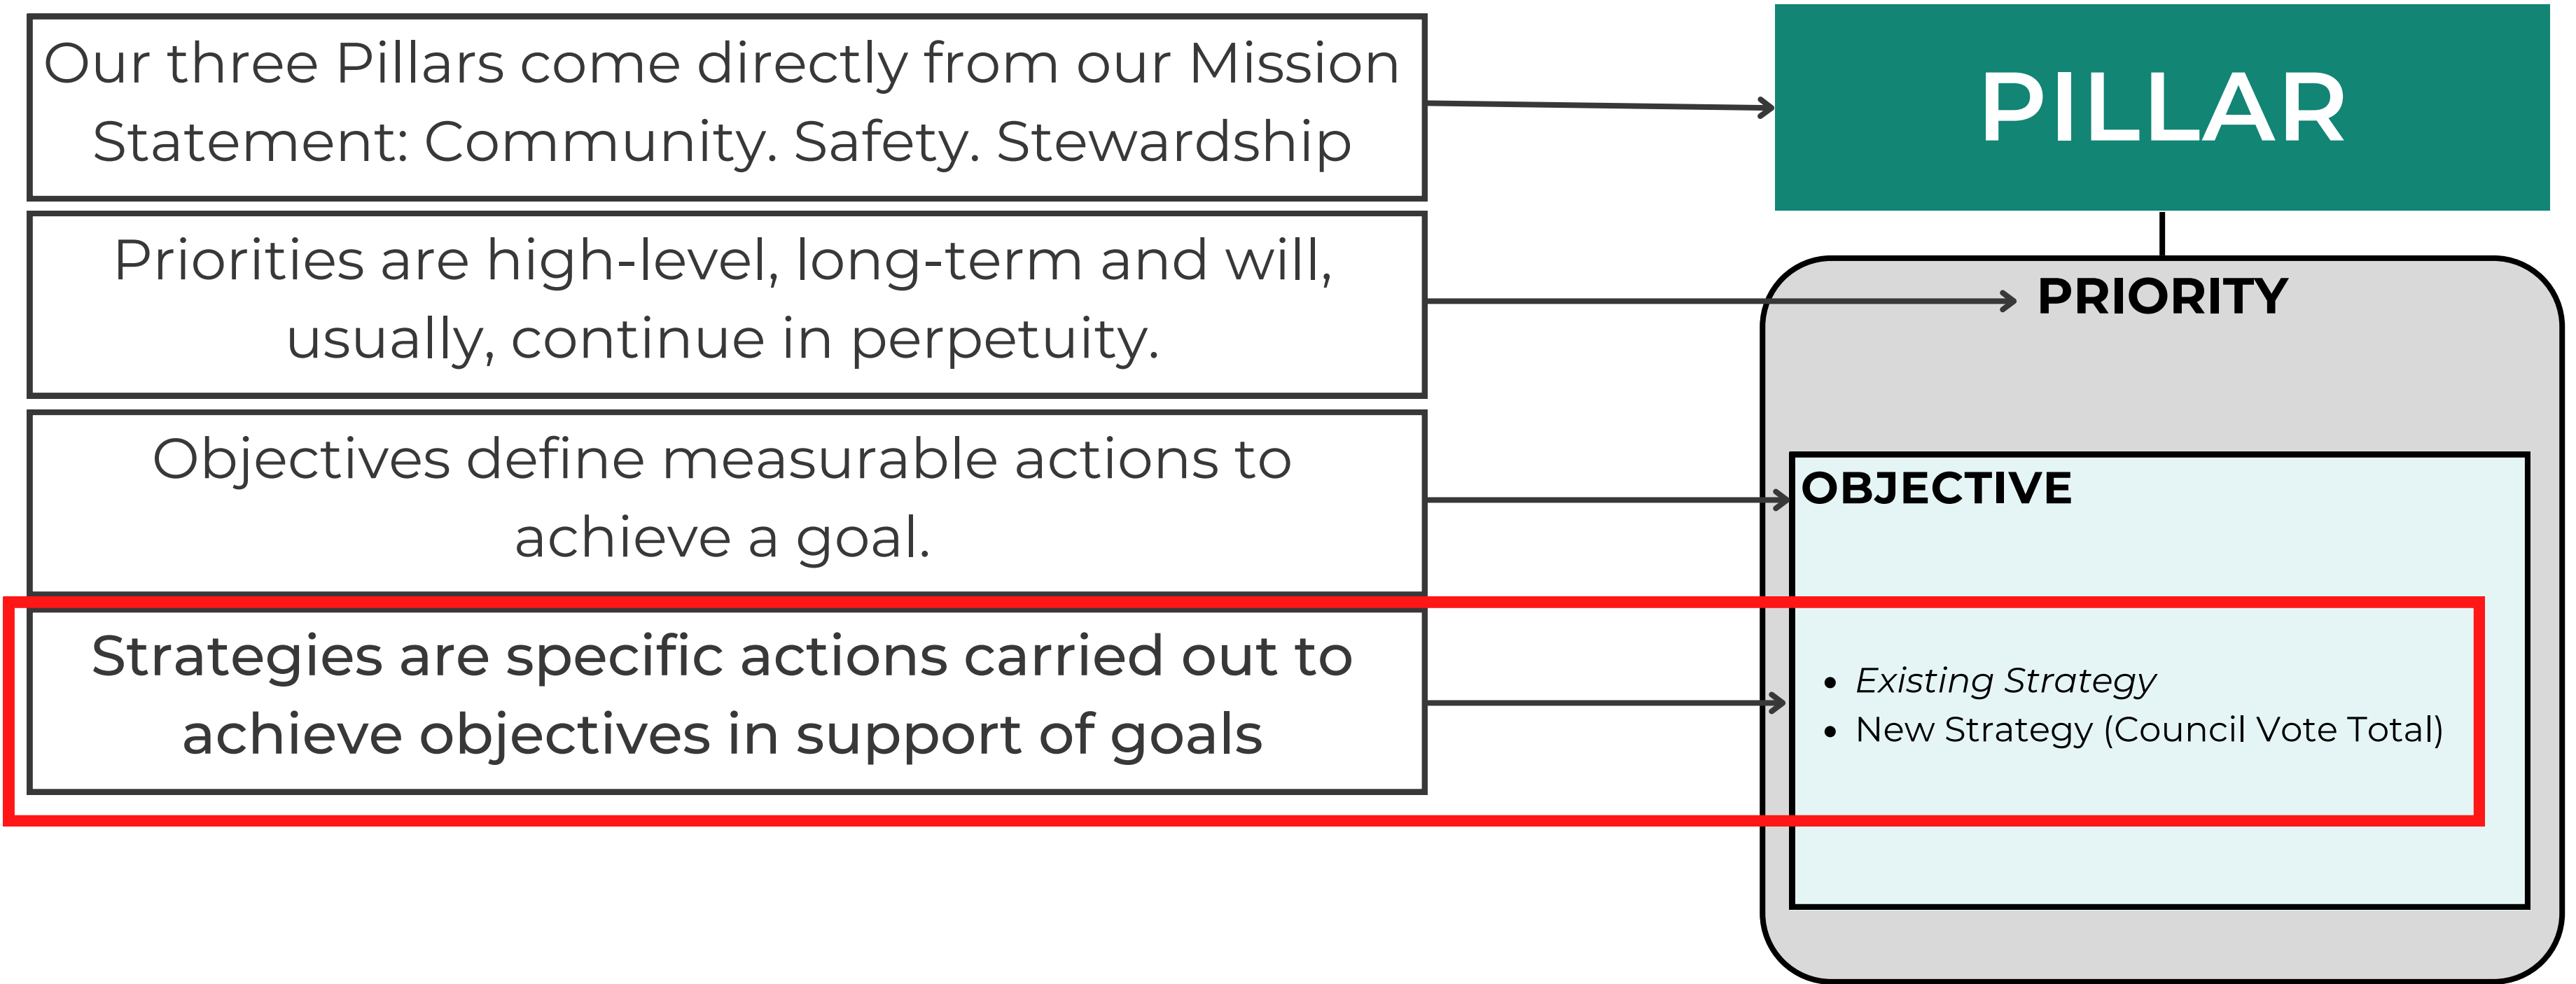 Our three Pillars come directly from our Mission
Statement: Community. Safety. Stewardship
PILLAR
Priorities are high-level, long-term and will,
usually, continue in perpetuity.
PRIORITY
Objectives define measurable actions to
achieve a goal.
OBJECTIVE
Strategies are specific actions carried out to
achieve objectives in support of goals
• Existing Strategy
• New Strategy (Council Vote Total)